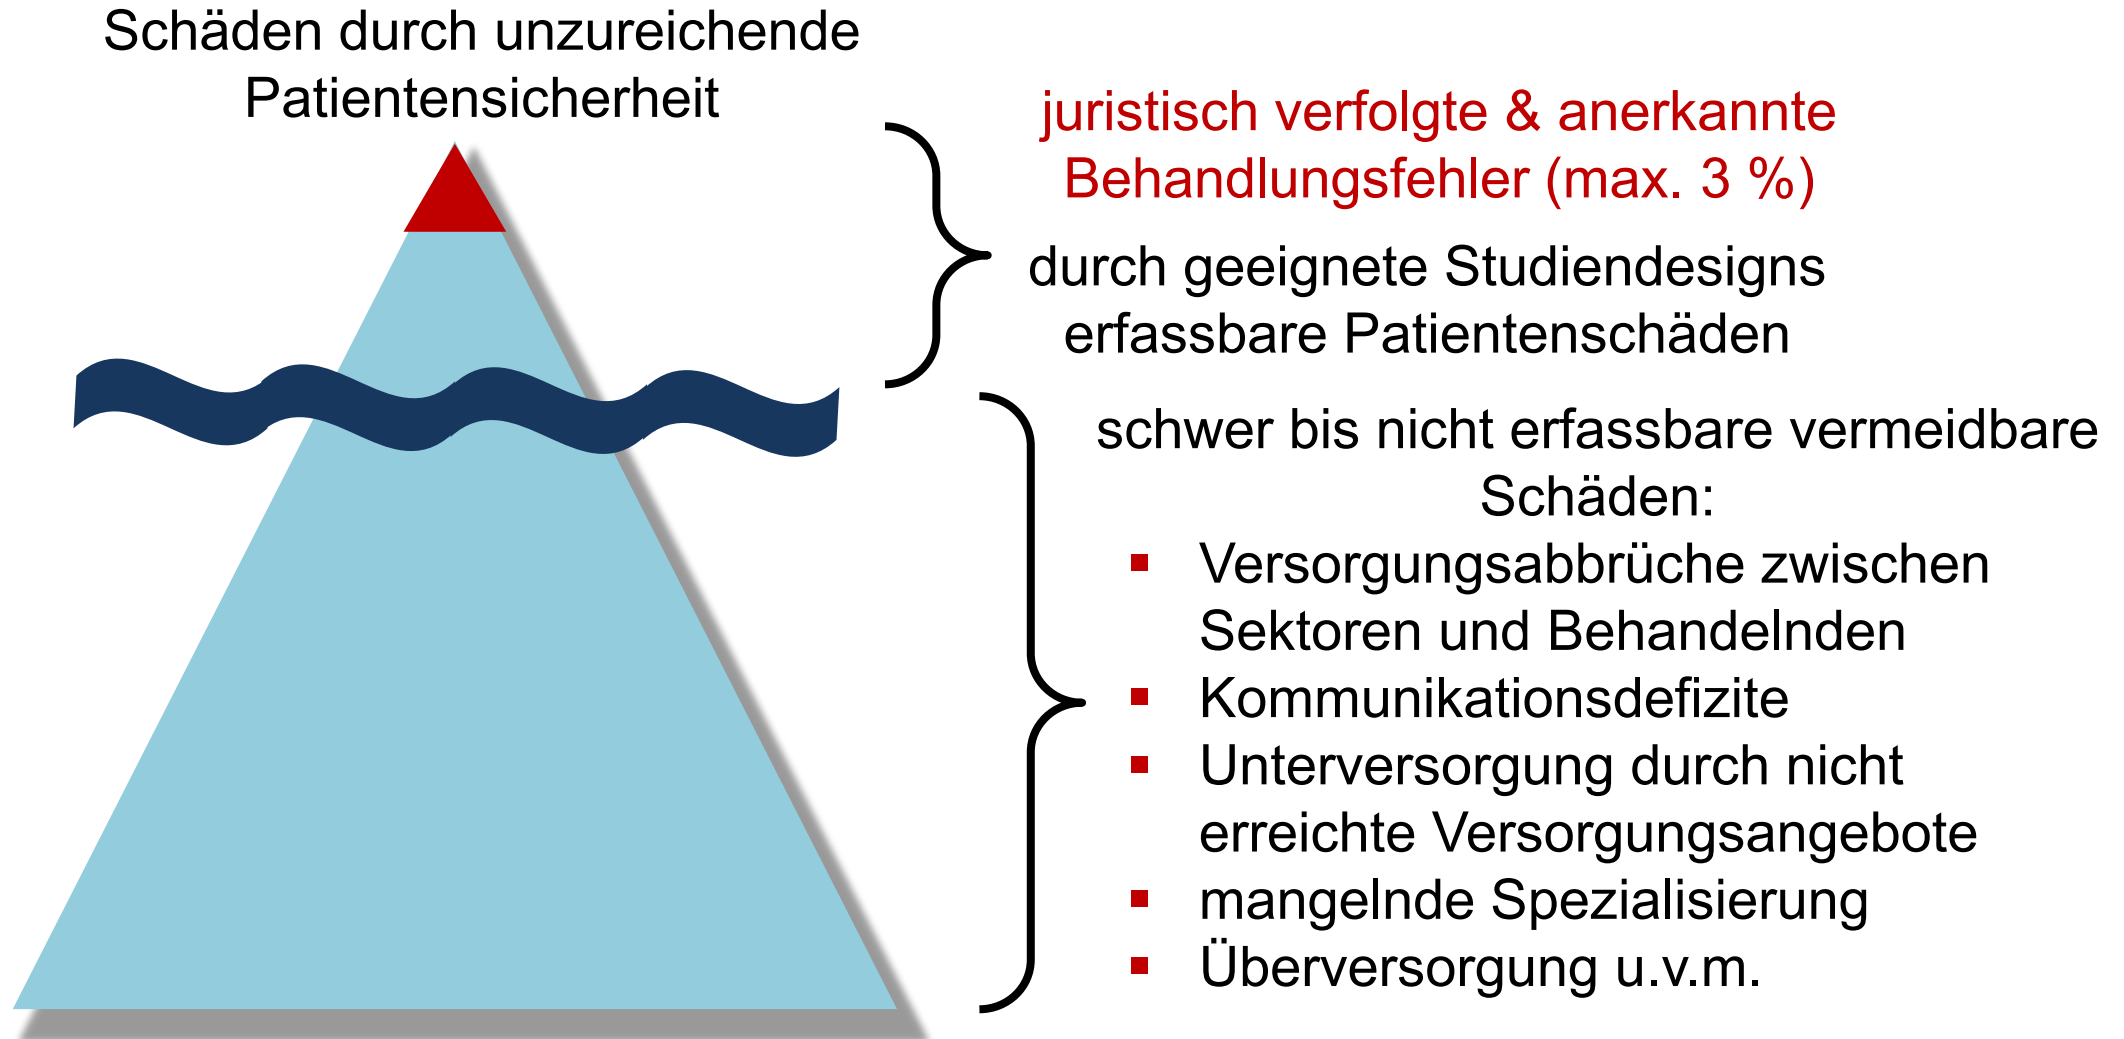 Schäden durch unzureichende
Patientensicherheit
juristisch verfolgte & anerkannte
Behandlungsfehler (max. 3 %)
durch geeignete Studiendesigns
erfassbare Patientenschäden
schwer bis nicht erfassbare vermeidbare
Schäden:
▪ Versorgungsabbrüche zwischen
Sektoren und Behandelnden
▪ Kommunikationsdefizite
▪ Unterversorgung durch nicht
erreichte Versorgungsangebote
▪ mangelnde Spezialisierung
▪ Überversorgung u.v.m.